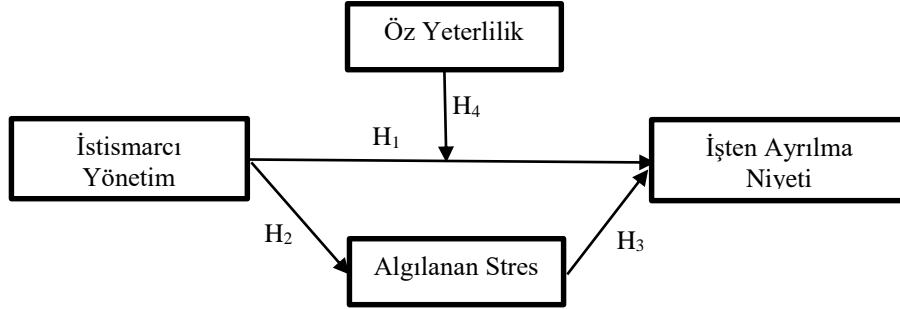 Öz Yeterlilik
H₄
H₁
İstismarcı
Yönetim
İşten Ayrılma
Niyeti
H₂
H₃
Algılanan Stres